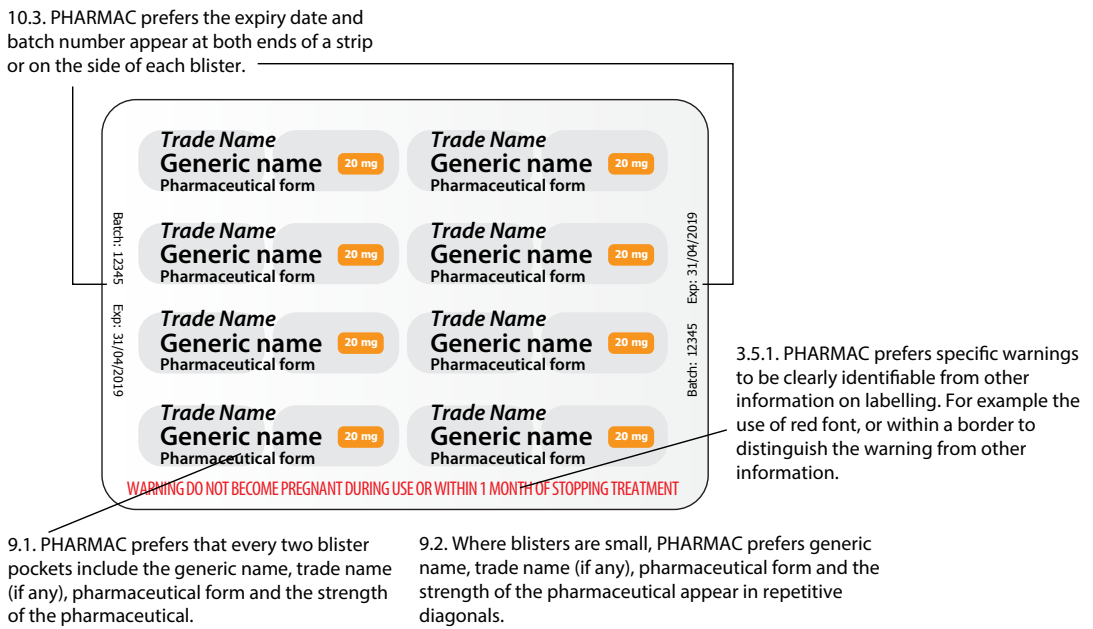 10.3. PHARMAC prefers the expiry date and
batch number appear at both ends of a strip
or on the side of each blister.
Trade Name
Generic name 20 mg
Pharmaceutical form
Trade Name
Generic name 20 mg
Pharmaceutical form
Trade Name
Generic name 20 mg
Pharmaceutical form
Trade Name
Generic name 20 mg
Pharmaceutical form
Trade Name
Generic name 20 mg
Pharmaceutical form
Trade Name
Generic name 20 mg
Pharmaceutical form
Trade Name
Generic name 20 mg
Pharmaceutical form
Trade Name
Generic name 20 mg
Pharmaceutical form
Batch: 12345 Exp: 31/04/2019
Batch: 12345 Exp: 31/04/2019
WARNING DO NOT BECOME PREGNANT DURING USE OR WITHIN 1 MONTH OF STOPPING TREATMENT
3.5.1. PHARMAC prefers specific warnings
to be clearly identifiable from other
information on labelling. For example the
use of red font, or within a border to
distinguish the warning from other
information.
9.1. PHARMAC prefers that every two blister
pockets include the generic name, trade name
(if any), pharmaceutical form and the strength
of the pharmaceutical.
9.2. Where blisters are small, PHARMAC prefers generic
name, trade name (if any), pharmaceutical form and the
strength of the pharmaceutical appear in repetitive
diagonals.